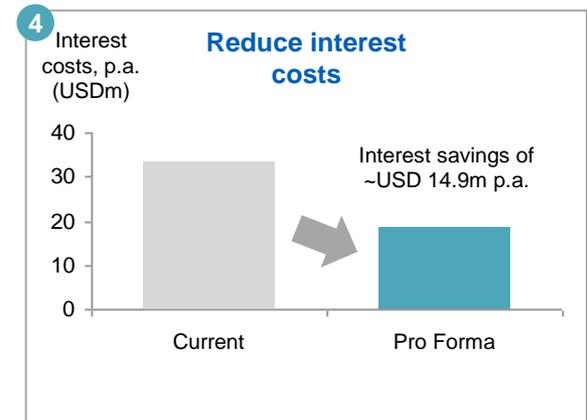 4
Interest
costs, p.a.
(USDm)
Reduce interest
costs
40
30
20
10
0
Interest savings of
~USD 14.9m p.a.
Current
Pro Forma